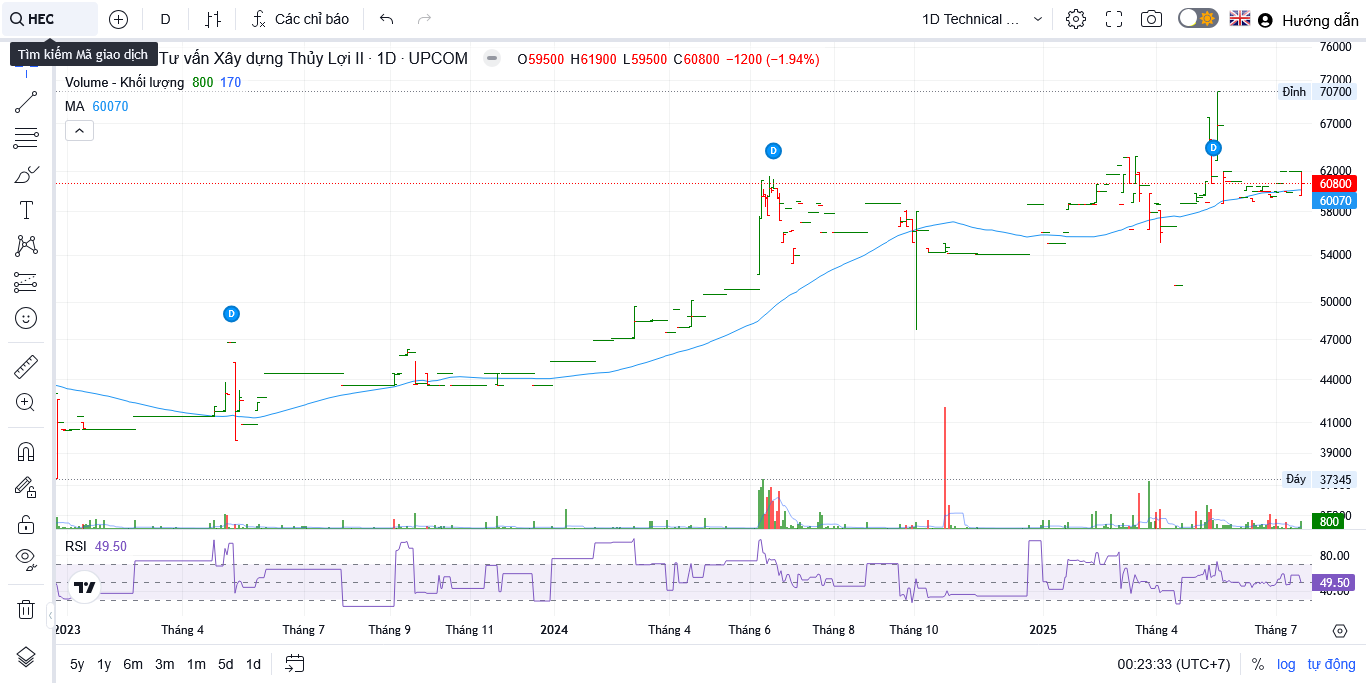 HEC D Các chỉ báo 1D Technical ... Hướng dẫn
Tìm kiếm Mã giao dịch
Tư vấn Xây dựng Thủy Lợi II · 1D · UPCOM O59500 H61900 L59500 C60800 −1200 (−1.94%)
Volume - Khối lượng 800 170
MA 60070
76000
72000
Đỉnh 70700
67000
62000
60800
60070
58000
54000
50000
47000
44000
41000
39000
Đáy 37345
800
D
D
D
RSI 49.50
80.00
49.50
40.00
2023 Tháng 4 Tháng 7 Tháng 9 Tháng 11 2024 Tháng 4 Tháng 6 Tháng 8 Tháng 10 2025 Tháng 4 Tháng 7
5y 1y 6m 3m 1m 5d 1d 00:23:33 (UTC+7) % log tự động